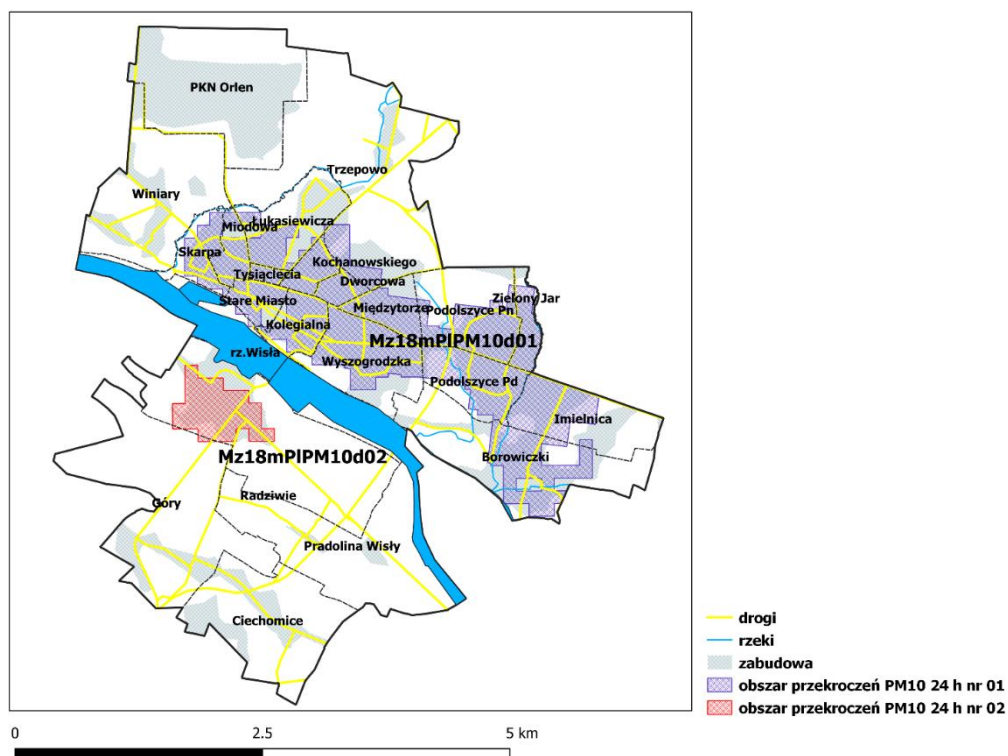 PKN Orlen
Trzepowo
Winiary
Łukasiewicza
Miodowa
Skarpa
Kochanowskiego
Tysiąclecia
Dworcowa
Zielony Jar
Stare Miasto
Międzytorze
Podolszyce Pn
Kolegialna
Mz18mPlPM10d01
rz.Wisła
Wyszogrodzka
Podolszyce Pd
Imielnica
Mz18mPlPM10d02
Borowiczki
Radziwie
Góry
Pradolina Wisły
Ciechomice
drogi
rzeki
zabudowa
obszar przekroczeń PM10 24 h nr 01
obszar przekroczeń PM10 24 h nr 02
0 2.5 5 km